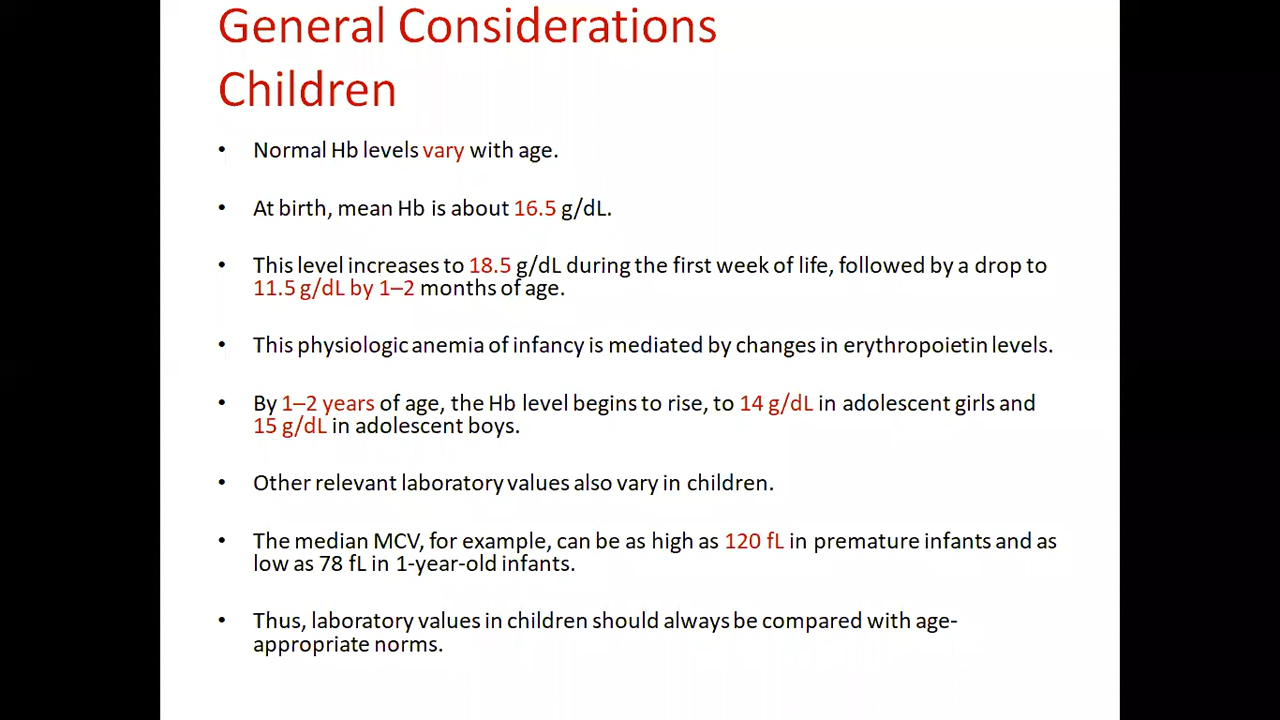 General Considerations
Children
• Normal Hb levels vary with age.
• At birth, mean Hb is about 16.5 g/dL.
• This level increases to 18.5 g/dL during the first week of life, followed by a drop to
11.5 g/dL by 1–2 months of age.
• This physiologic anemia of infancy is mediated by changes in erythropoietin levels.
• By 1–2 years of age, the Hb level begins to rise, to 14 g/dL in adolescent girls and
15 g/dL in adolescent boys.
• Other relevant laboratory values also vary in children.
• The median MCV, for example, can be as high as 120 fL in premature infants and as
low as 78 fL in 1-year-old infants.
• Thus, laboratory values in children should always be compared with age-
appropriate norms.